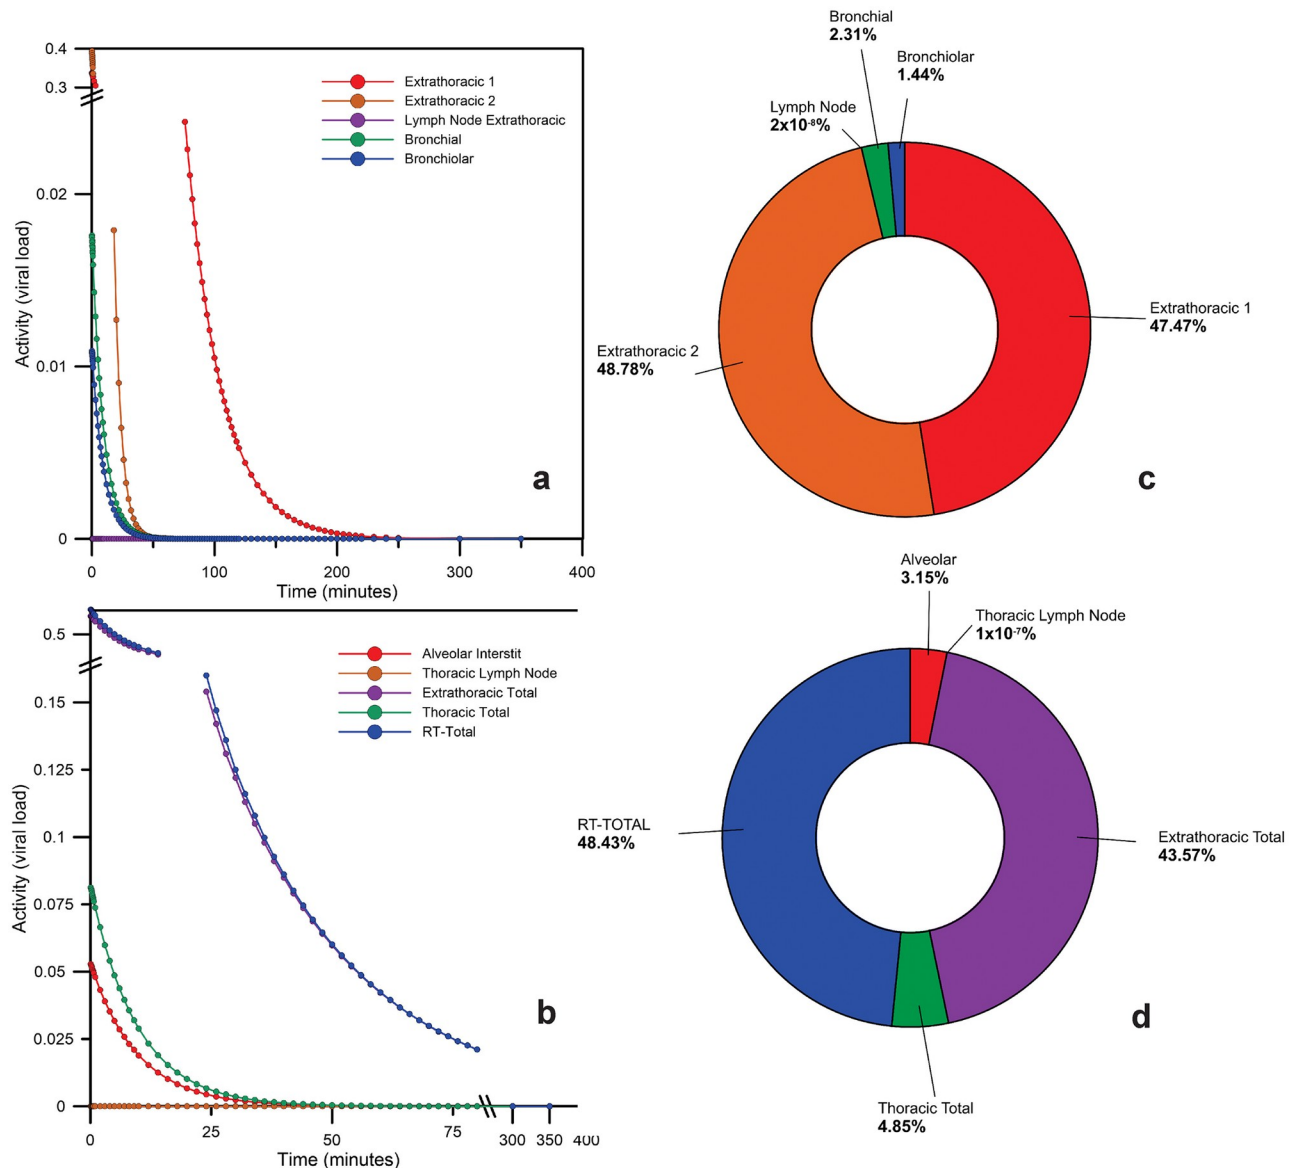 0.4
0.3
0.02
0.01
0
Activity (viral load)
Extrathoracic 1
Extrathoracic 2
Lymph Node Extrathoracic
Bronchial
Bronchiolar
a
0 100 200 300 400
Time (minutes)
Bronchial
2.31%
Bronchiolar
1.44%
Lymph Node
2x10⁻⁸%
Extrathoracic 1
47.47%
Extrathoracic 2
48.78%
c
0.5
0.15
0.125
0.1
0.075
0.05
0.025
0
Activity (viral load)
Alveolar Interstit
Thoracic Lymph Node
Extrathoracic Total
Thoracic Total
RT-Total
b
0 25 50 75 300 350 400
Time (minutes)
Alveolar
3.15%
Thoracic Lymph Node
1x10⁻⁷%
RT-TOTAL
48.43%
Extrathoracic Total
43.57%
d
Thoracic Total
4.85%